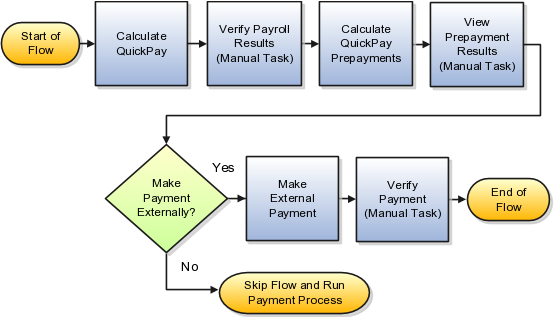 Start of
Flow
Calculate
QuickPay
Verify Payroll
Results
(Manual Task)
Calculate
QuickPay
Prepayments
View
Prepayment
Results
(Manual Task)
Make
Payment
Externally?
Yes
Make
External
Payment
Verify
Payment
(Manual Task)
End of
Flow
No
Skip Flow and Run
Payment Process